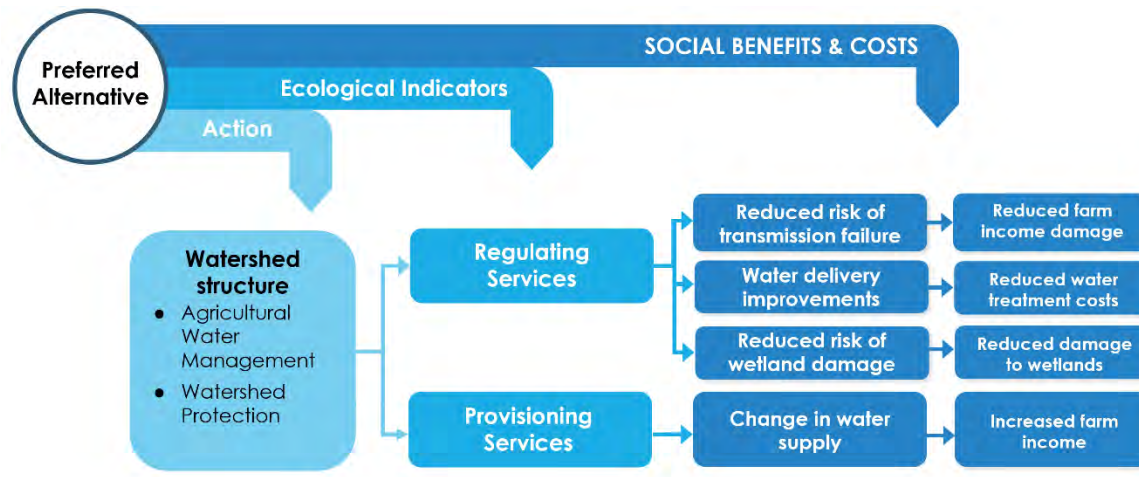 SOCIAL BENEFITS & COSTS
Preferred
Alternative
Ecological Indicators
Action
Watershed
structure
● Agricultural
Water
Management
● Watershed
Protection
Regulating
Services
Provisioning
Services
Reduced risk of
transmission failure
Reduced farm
income damage
Water delivery
improvements
Reduced water
treatment costs
Reduced risk of
wetland damage
Reduced damage
to wetlands
Change in water
supply
Increased farm
income